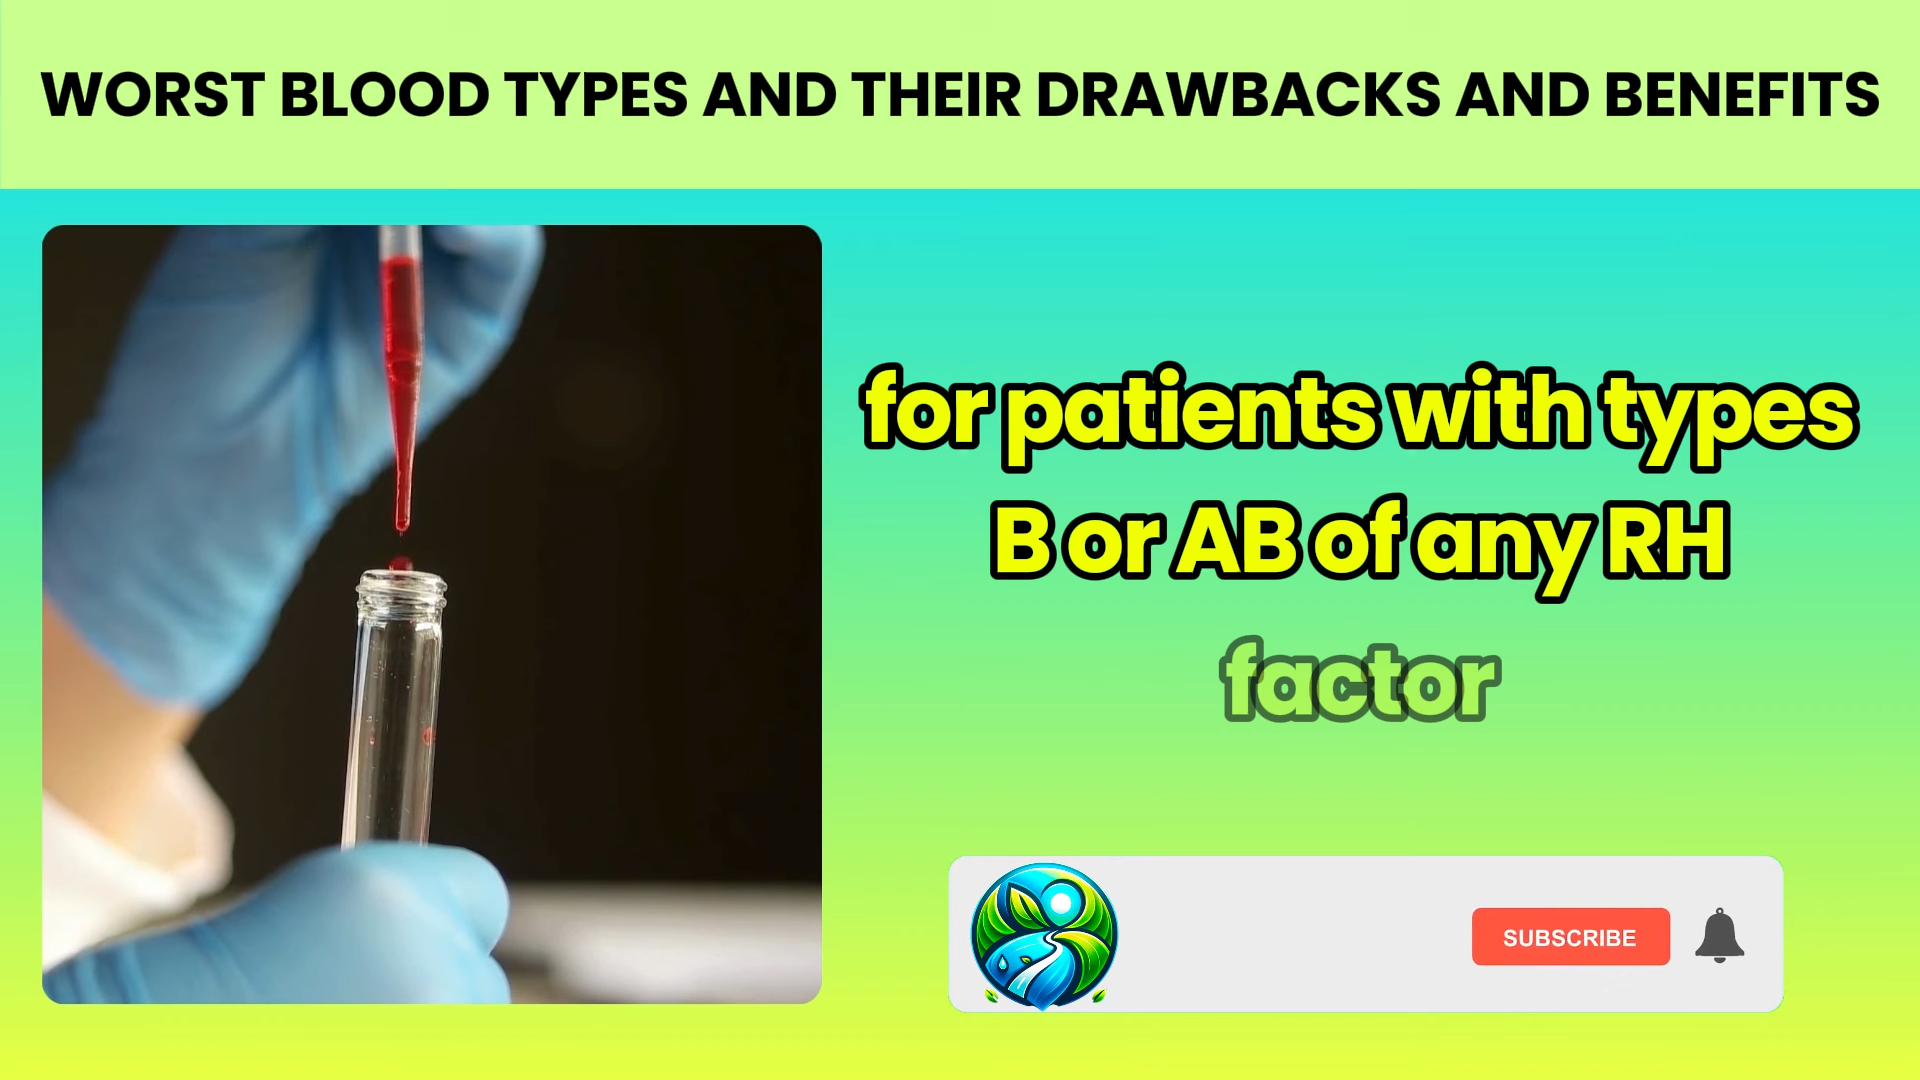 WORST BLOOD TYPES AND THEIR DRAWBACKS AND BENEFITS
for patients with types
B or AB of any RH
factor
SUBSCRIBE